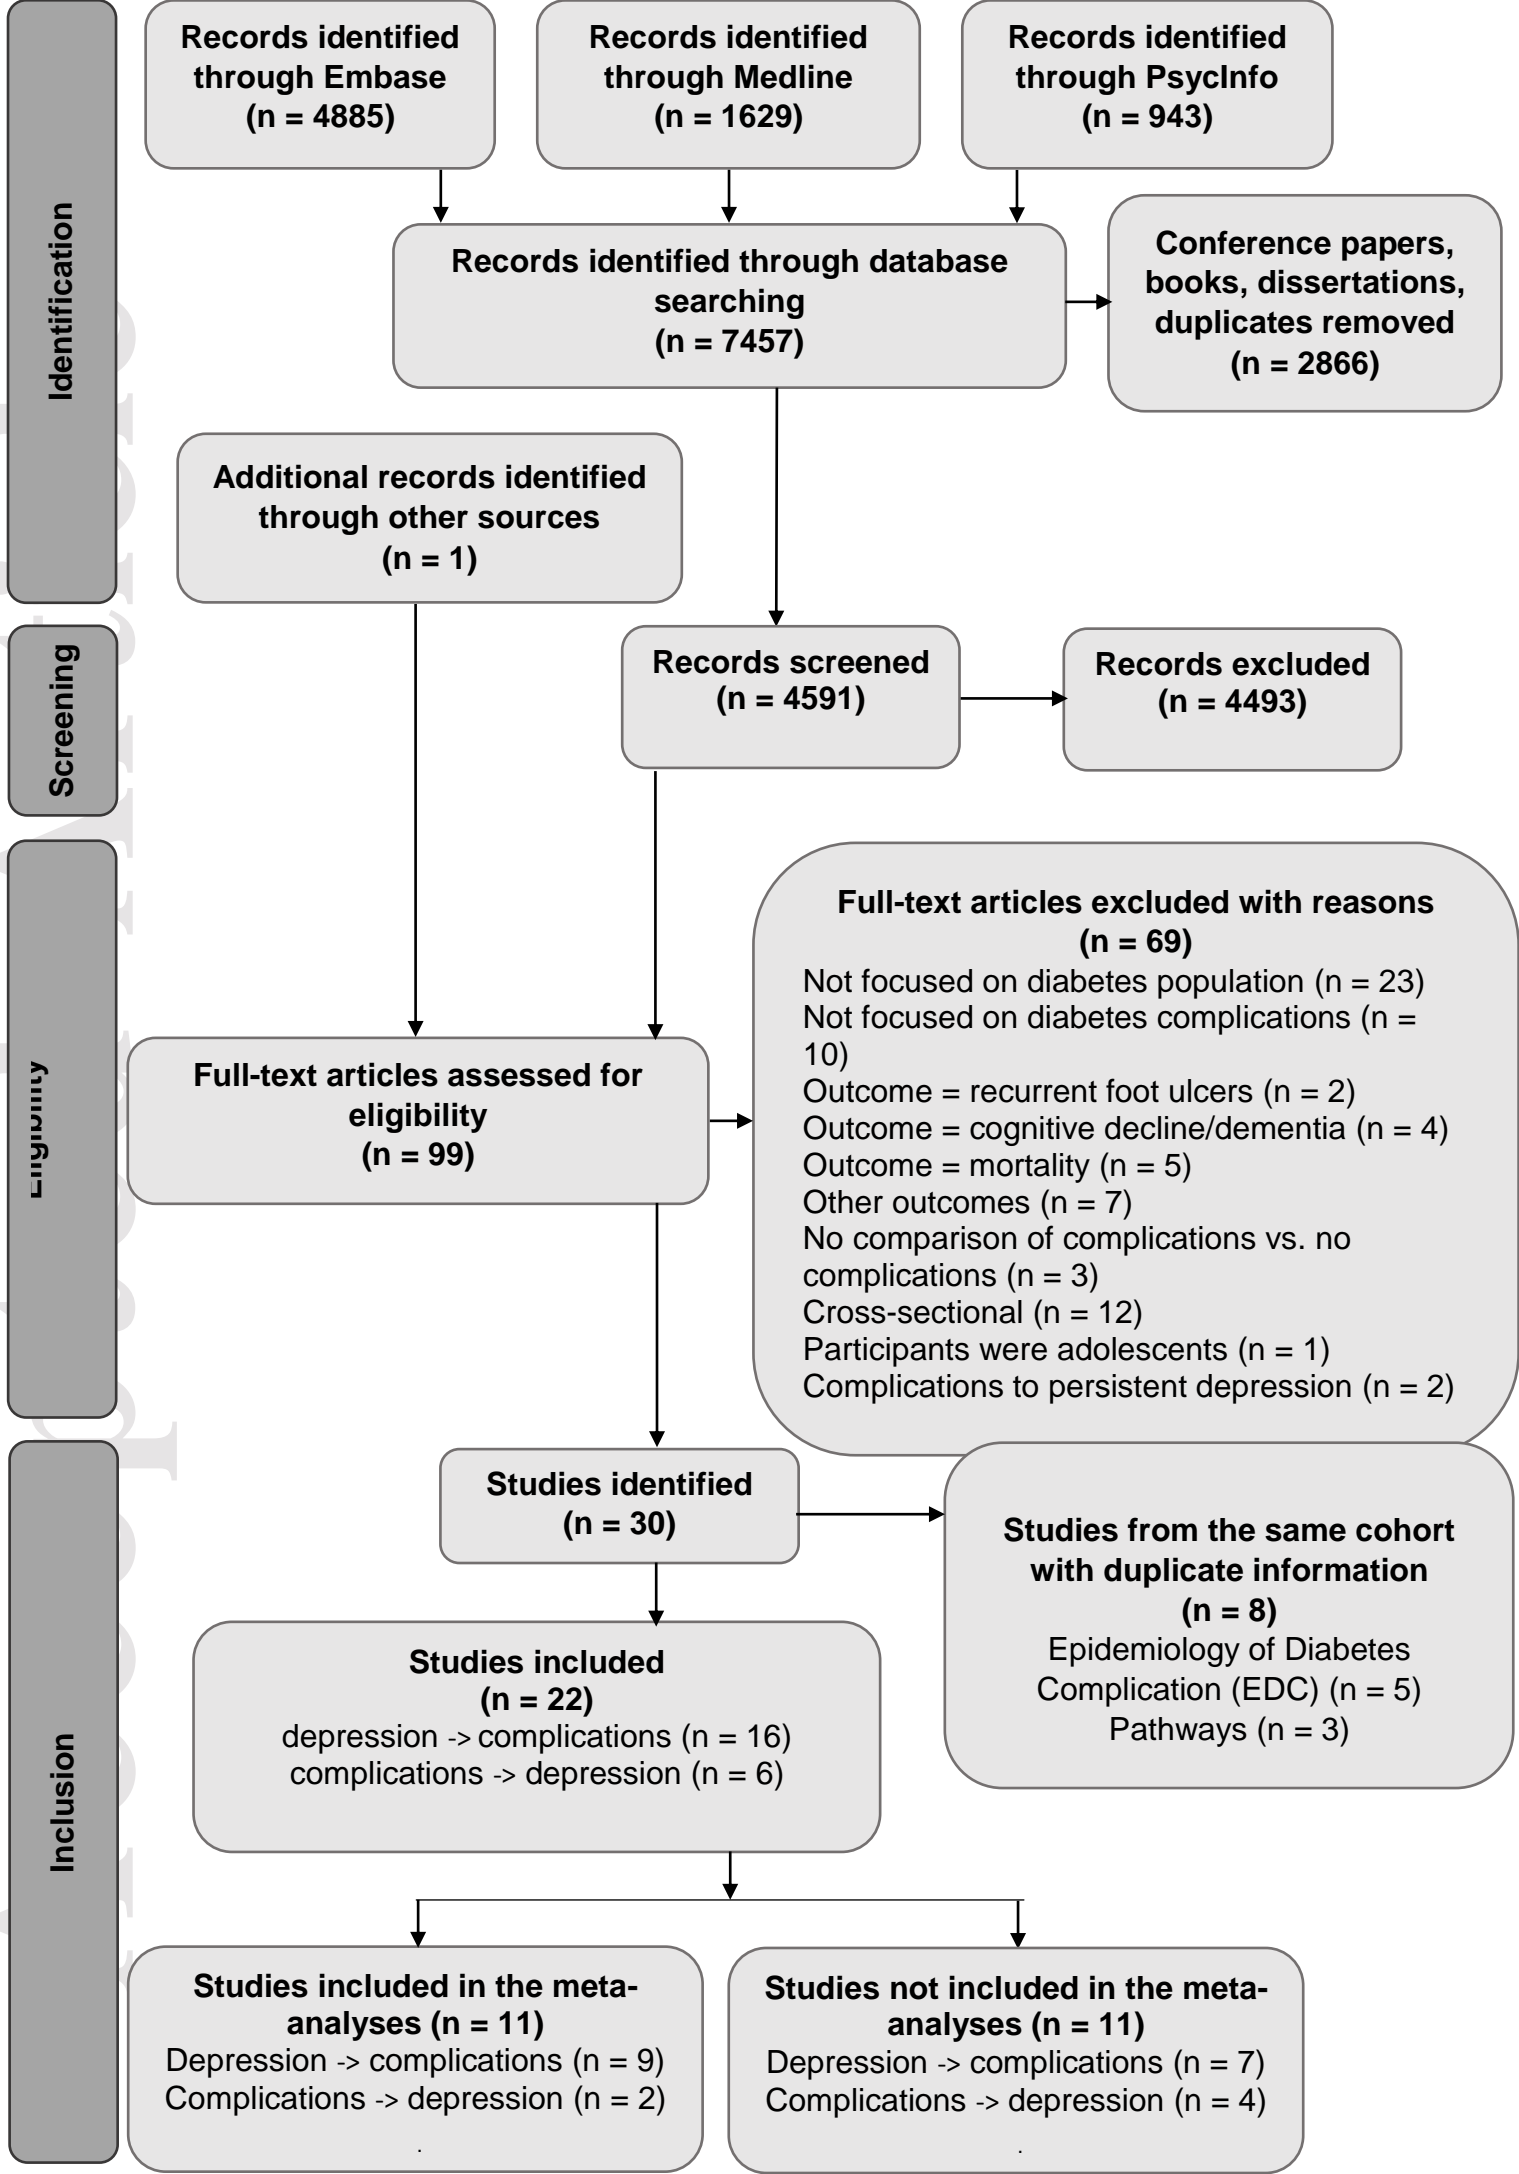 Identification
Records identified
through Embase
(n = 4885)
Records identified
through Medline
(n = 1629)
Records identified
through PsycInfo
(n = 943)
Records identified through database
searching
(n = 7457)
Conference papers,
books, dissertations,
duplicates removed
(n = 2866)
Additional records identified
through other sources
(n = 1)
Screening
Records screened
(n = 4591)
Records excluded
(n = 4493)
Eligibility
Full-text articles assessed for
eligibility
(n = 99)
Full-text articles excluded with reasons
(n = 69)
Not focused on diabetes population (n = 23)
Not focused on diabetes complications (n =
10)
Outcome = recurrent foot ulcers (n = 2)
Outcome = cognitive decline/dementia (n = 4)
Outcome = mortality (n = 5)
Other outcomes (n = 7)
No comparison of complications vs. no
complications (n = 3)
Cross-sectional (n = 12)
Participants were adolescents (n = 1)
Complications to persistent depression (n = 2)
Inclusion
Studies identified
(n = 30)
Studies from the same cohort
with duplicate information
(n = 8)
Epidemiology of Diabetes
Complication (EDC) (n = 5)
Pathways (n = 3)
Studies included
(n = 22)
depression -> complications (n = 16)
complications -> depression (n = 6)
Studies included in the meta-
analyses (n = 11)
Depression -> complications (n = 9)
Complications -> depression (n = 2)
.
Studies not included in the meta-
analyses (n = 11)
Depression -> complications (n = 7)
Complications -> depression (n = 4)
.